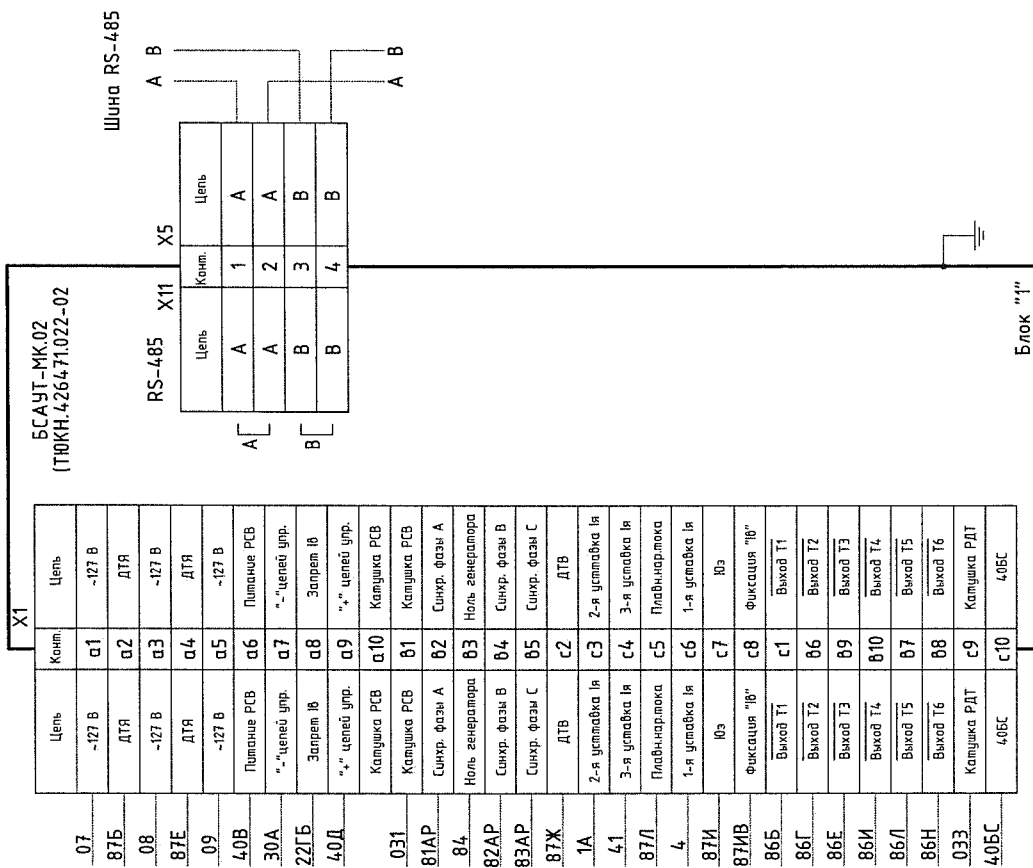 Шина RS-485
A B
БСАУТ-МК.02
(ТЮКН.426471.022-02
RS-485 X11 X5
Цепь Конт. Цепь
A 1 A
A 2 A
B 3 B
B 4 B
A
B
A B
X1
Цепь Конт. Цепь
07 ~127 В а1 ~127 В
87Б ДТЯ а2 ДТЯ
08 ~127 В а3 ~127 В
87Е ДТЯ а4 ДТЯ
09 ~127 В а5 ~127 В
40В Питание РСВ а6 Питание РСВ
30А "-"цепей упр. а7 "-"цепей упр.
22ГБ Запрет IВ а8 Запрет IВ
40Д "+" цепей упр. а9 "+" цепей упр.
Катушка РСВ а10 Катушка РСВ
031 Катушка РСВ в1 Катушка РСВ
81АР Синхр. фазы А в2 Синхр. фазы А
84 Ноль генератора в3 Ноль генератора
82АР Синхр. фазы В в4 Синхр. фазы В
83АР Синхр. фазы С в5 Синхр. фазы С
87Ж ДТВ с2 ДТВ
1А 2-я устmавка Iя с3 2-я устmавка Iя
41 3-я уставка Iя с4 3-я уставка Iя
87Л Плавн.нар.тока с5 Плавн.нар.тока
4 1-я уставка Iя с6 1-я уставка Iя
87И Юз с7 Юз
87ИВ Фиксация "IВ" с8 Фиксация "IВ"
86Б Выход Т1 с1 Выход Т1
86Г Выход Т2 в6 Выход Т2
86Е Выход Т3 в9 Выход Т3
86И Выход Т4 в10 Выход Т4
86Л Выход Т5 в7 Выход Т5
86Н Выход Т6 в8 Выход Т6
033 Катушка РДТ с9 Катушка РДТ
40БС 40БС с10 40БС
Блок "1"